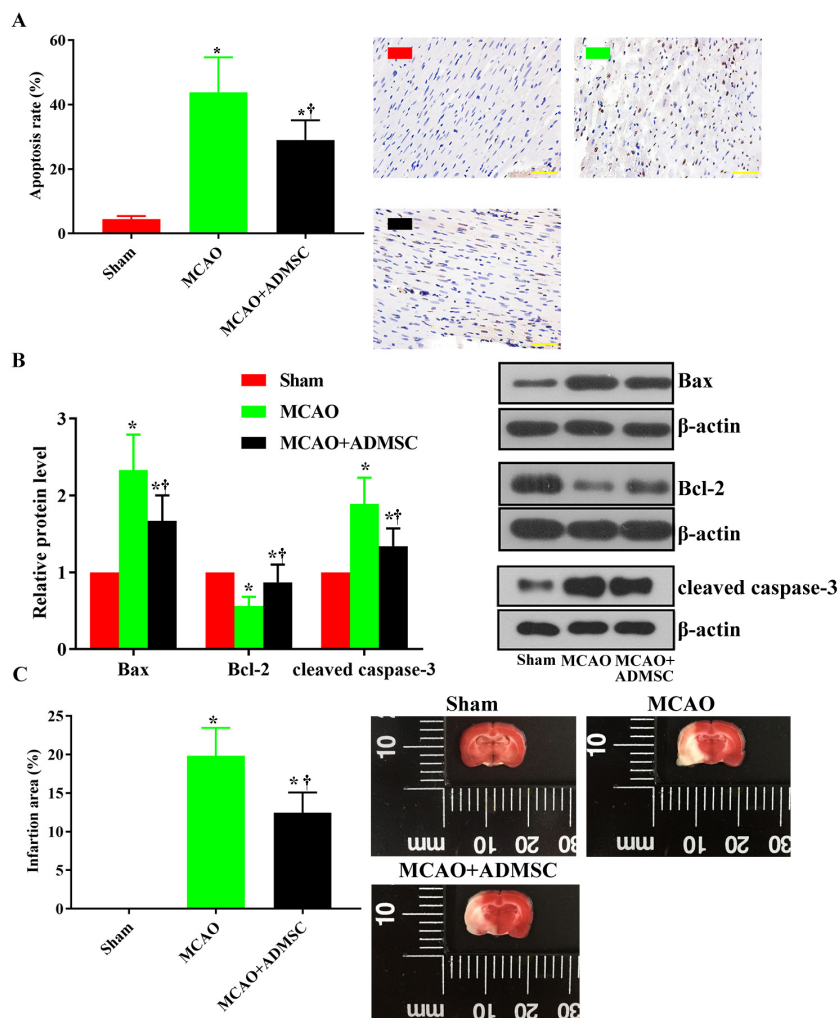 A
60
40
20
0
Apoptosis rate (%)
*
*†
Sham
MCAO
MCAO+ADMSC
B
Sham
MCAO
MCAO+ADMSC
3
2
1
0
Relative protein level
*
*†
*
*†
*
*†
Bax
Bcl-2
cleaved caspase-3
Bax
β-actin
Bcl-2
β-actin
cleaved caspase-3
β-actin
Sham
MCAO
MCAO+
ADMSC
C
25
20
15
10
5
0
Infartion area (%)
*
* †
Sham
MCAO
MCAO+ADMSC
Sham
10
mm 10 20 30
MCAO
10
mm 10 20 30
MCAO+ADMSC
10
mm 10 20 30